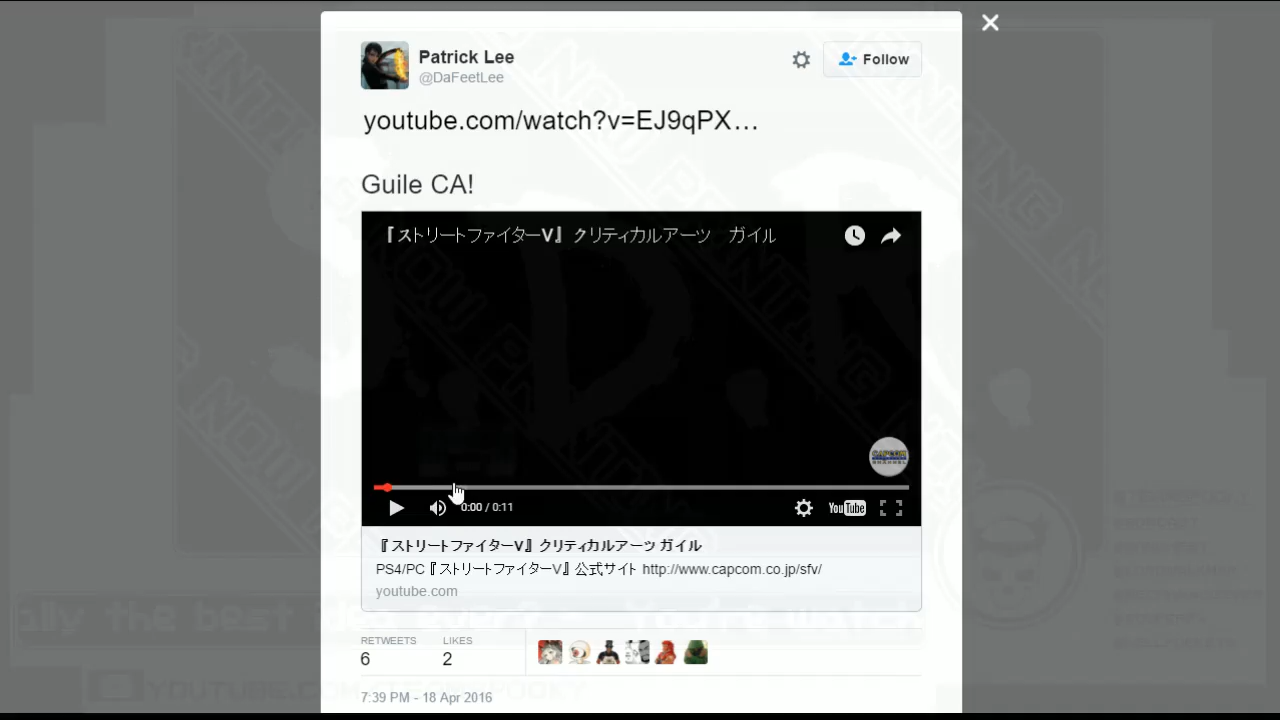 Patrick Lee
@DaFeetLee
Follow
youtube.com/watch?v=EJ9qPX…
Guile CA!
『ストリートファイターV』クリティカルアーツ ガイル
CAPCOM
CHANNEL
0:00 / 0:11
YouTube
『ストリートファイターV』クリティカルアーツ ガイル
PS4/PC『ストリートファイターV』公式サイト http://www.capcom.co.jp/sfv/
youtube.com
ally the best
RETWEETS
LIKES
6
2
7:39 PM - 18 Apr 2016